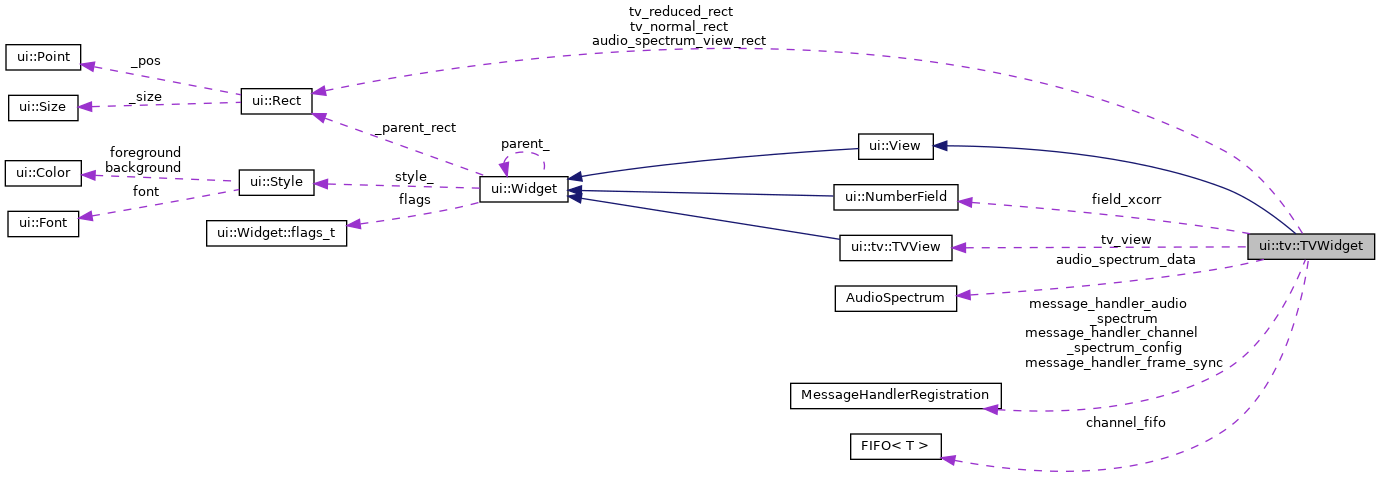 tv_reduced_rect
tv_normal_rect
audio_spectrum_view_rect
ui::Point
_pos
ui::Size
_size
ui::Rect
_parent_rect
parent_
ui::View
foreground
background
ui::Color
ui::Style
style_
ui::Widget
ui::NumberField
field_xcorr
font
flags
ui::Font
ui::Widget::flags_t
ui::tv::TVView
tv_view
ui::tv::TVWidget
audio_spectrum_data
AudioSpectrum
message_handler_audio
_spectrum
message_handler_channel
_spectrum_config
message_handler_frame_sync
MessageHandlerRegistration
channel_fifo
FIFO< T >